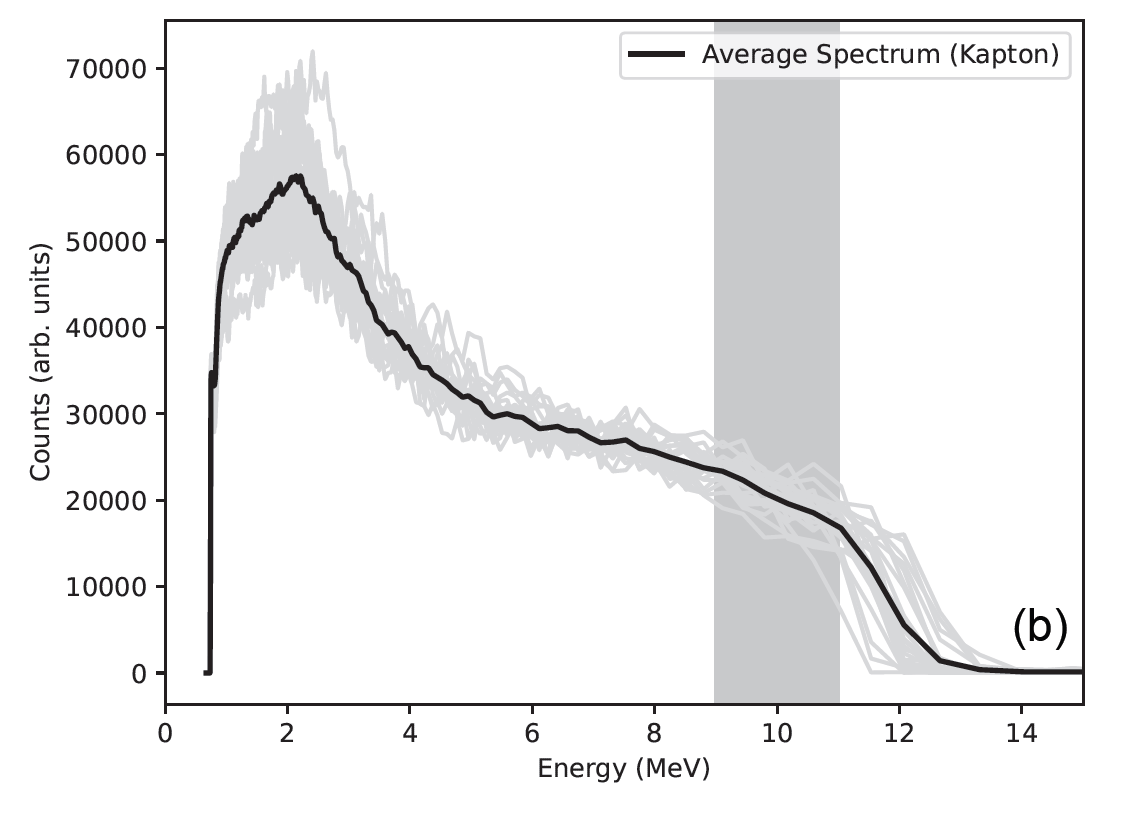 Average Spectrum (Kapton)
70000
60000
50000
40000
30000
20000
10000
0
Counts (arb. units)
(b)
0 2 4 6 8 10 12 14
Energy (MeV)